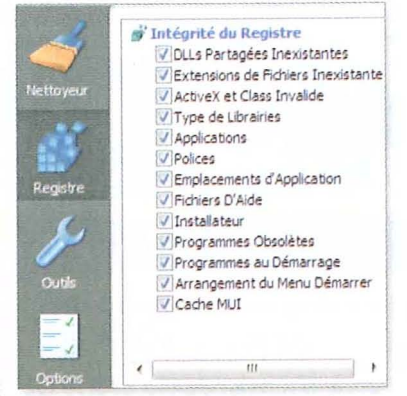 Nettoyeur
Registre
Outils
Options
Intégrité du Registre
DLLs Partagées Inexistantes
Extensions de Fichiers Inexistante
ActiveX et Class Invalide
Type de Librairies
Applications
Polices
Emplacements d'Application
Fichiers D'Aide
Installateur
Programmes Obsolètes
Programmes au Démarrage
Arrangement du Menu Démarrer
Cache MUI